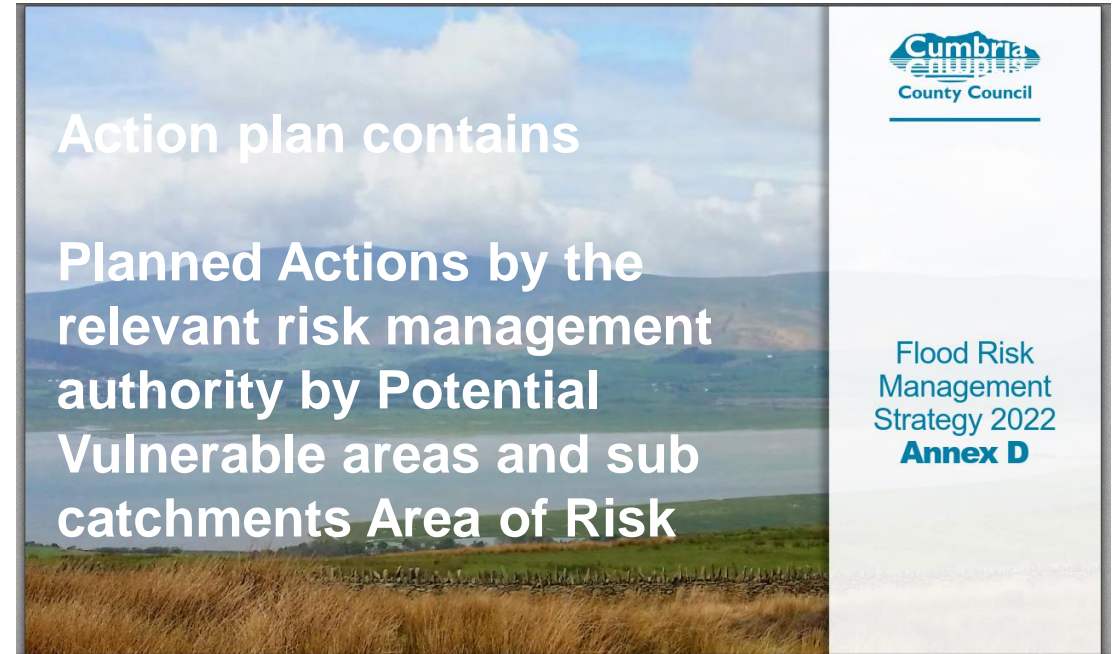 Action plan contains
Planned Actions by the
relevant risk management
authority by Potential
Vulnerable areas and sub
catchments Area of Risk
Cumbria
County Council
Flood Risk
Management
Strategy 2022
Annex D